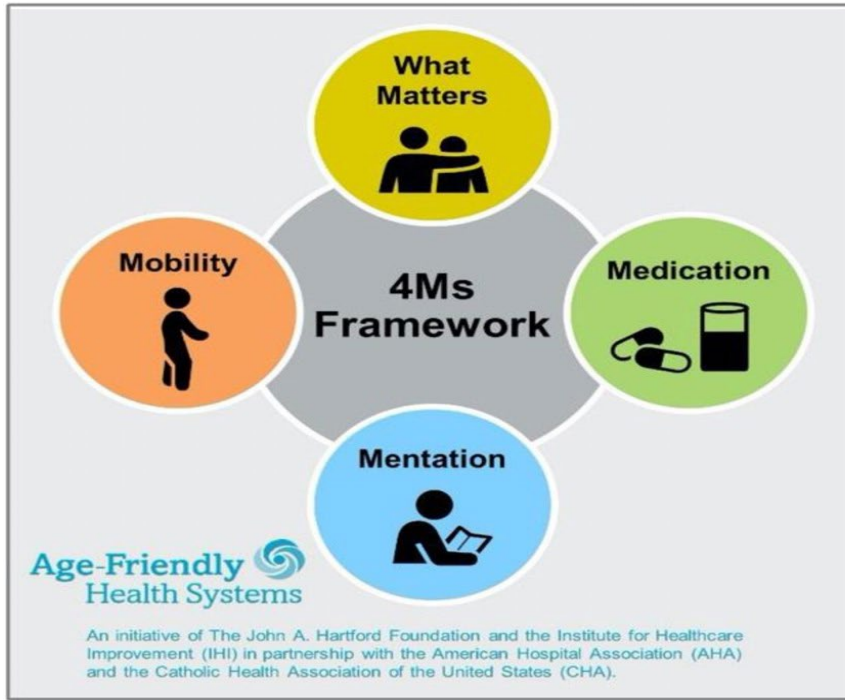 What
Matters
Mobility
Medication
4Ms
Framework
Mentation
Age-Friendly
Health Systems
An initiative of The John A. Hartford Foundation and the Institute for Healthcare
Improvement (IHI) in partnership with the American Hospital Association (AHA)
and the Catholic Health Association of the United States (CHA).